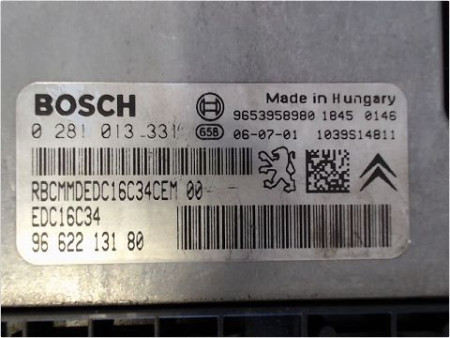 BOSCH
Made in Hungary
9653958980 1845 0146
0 281 013 331
G5B 06-07-01 1039S14811
RBCMMDEDC16C34CEM 00
EDC16C34
96 622 131 80